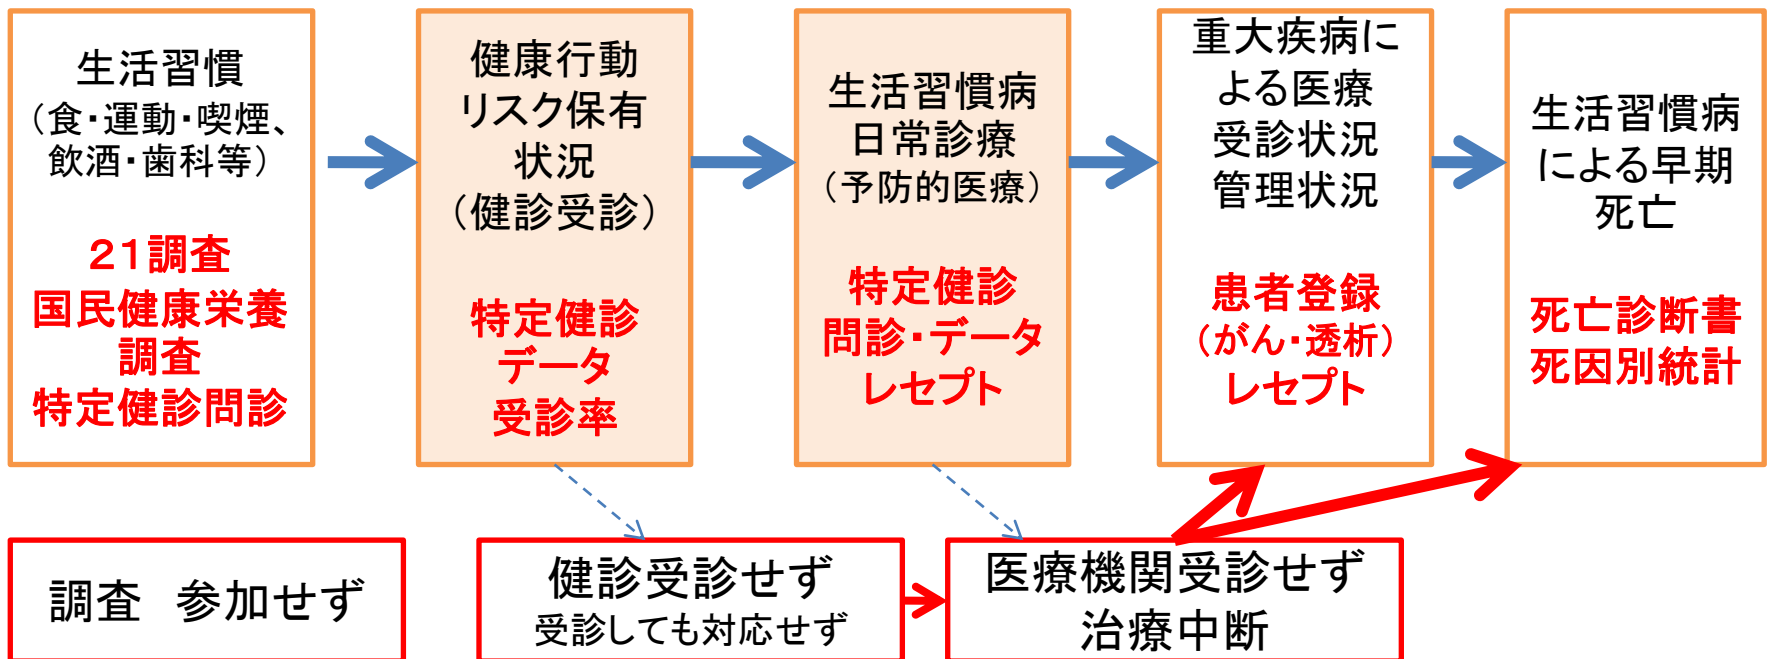 生活習慣
（食・運動・喫煙、
飲酒・歯科等）
２１調査
国民健康栄養
調査
特定健診問診
健康行動
リスク保有
状況
（健診受診）
特定健診
データ
受診率
生活習慣病
日常診療
（予防的医療）
特定健診
問診・データ
レセプト
重大疾病に
よる医療
受診状況
管理状況
患者登録
（がん・透析）
レセプト
生活習慣病
による早期
死亡
死亡診断書
死因別統計
調査　参加せず
健診受診せず
受診しても対応せず
医療機関受診せず
治療中断